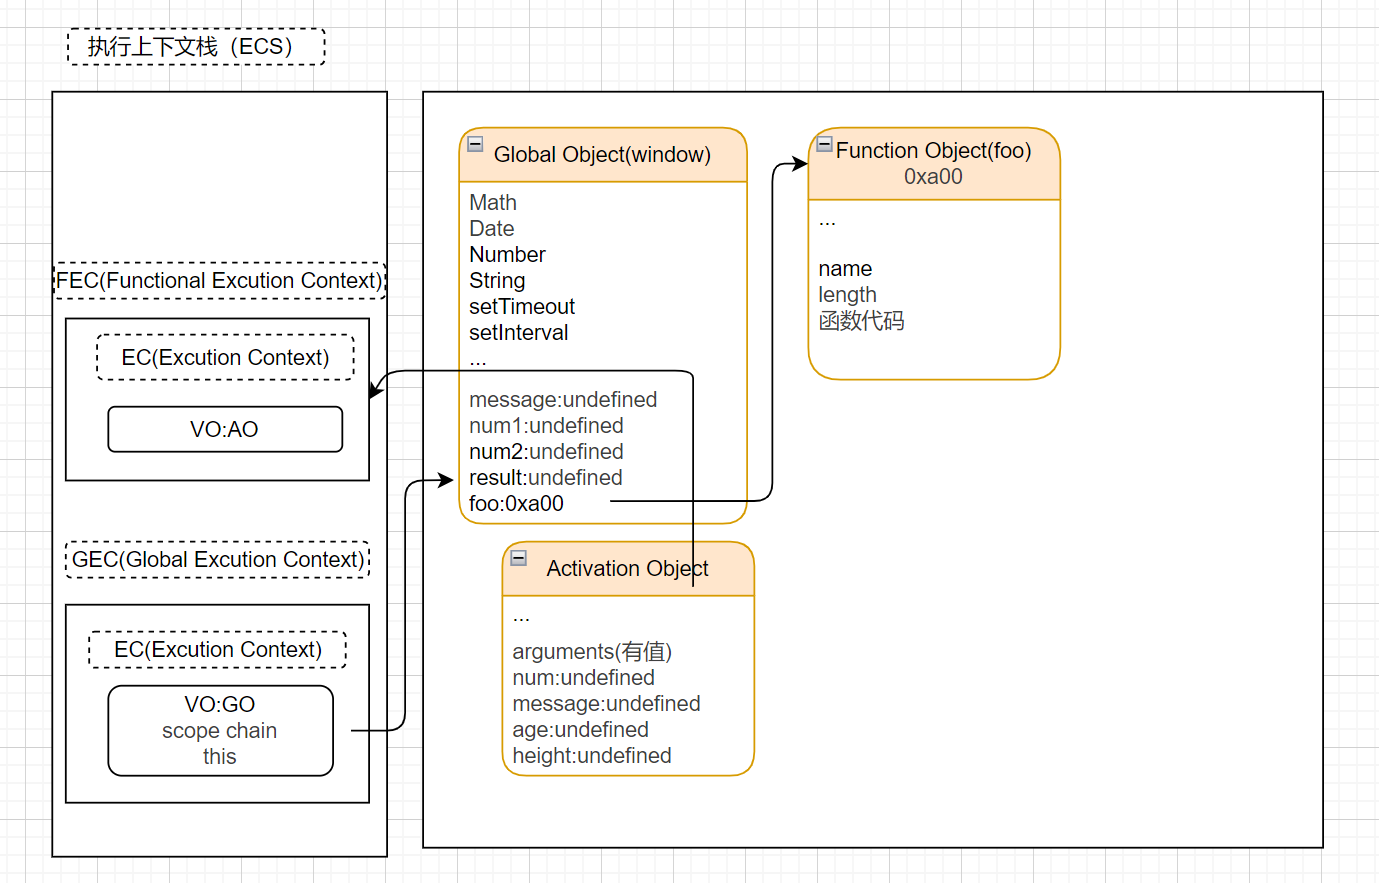 执行上下文栈（ECS）
FEC(Functional Excution Context)
EC(Excution Context)
VO:AO
GEC(Global Excution Context)
EC(Excution Context)
VO:GO
scope chain
this
Global Object(window)
Math
Date
Number
String
setTimeout
setInterval
...
message:undefined
num1:undefined
num2:undefined
result:undefined
foo:0xa00
Function Object(foo)
0xa00
...
name
length
函数代码
Activation Object
...
arguments(有值)
num:undefined
message:undefined
age:undefined
height:undefined